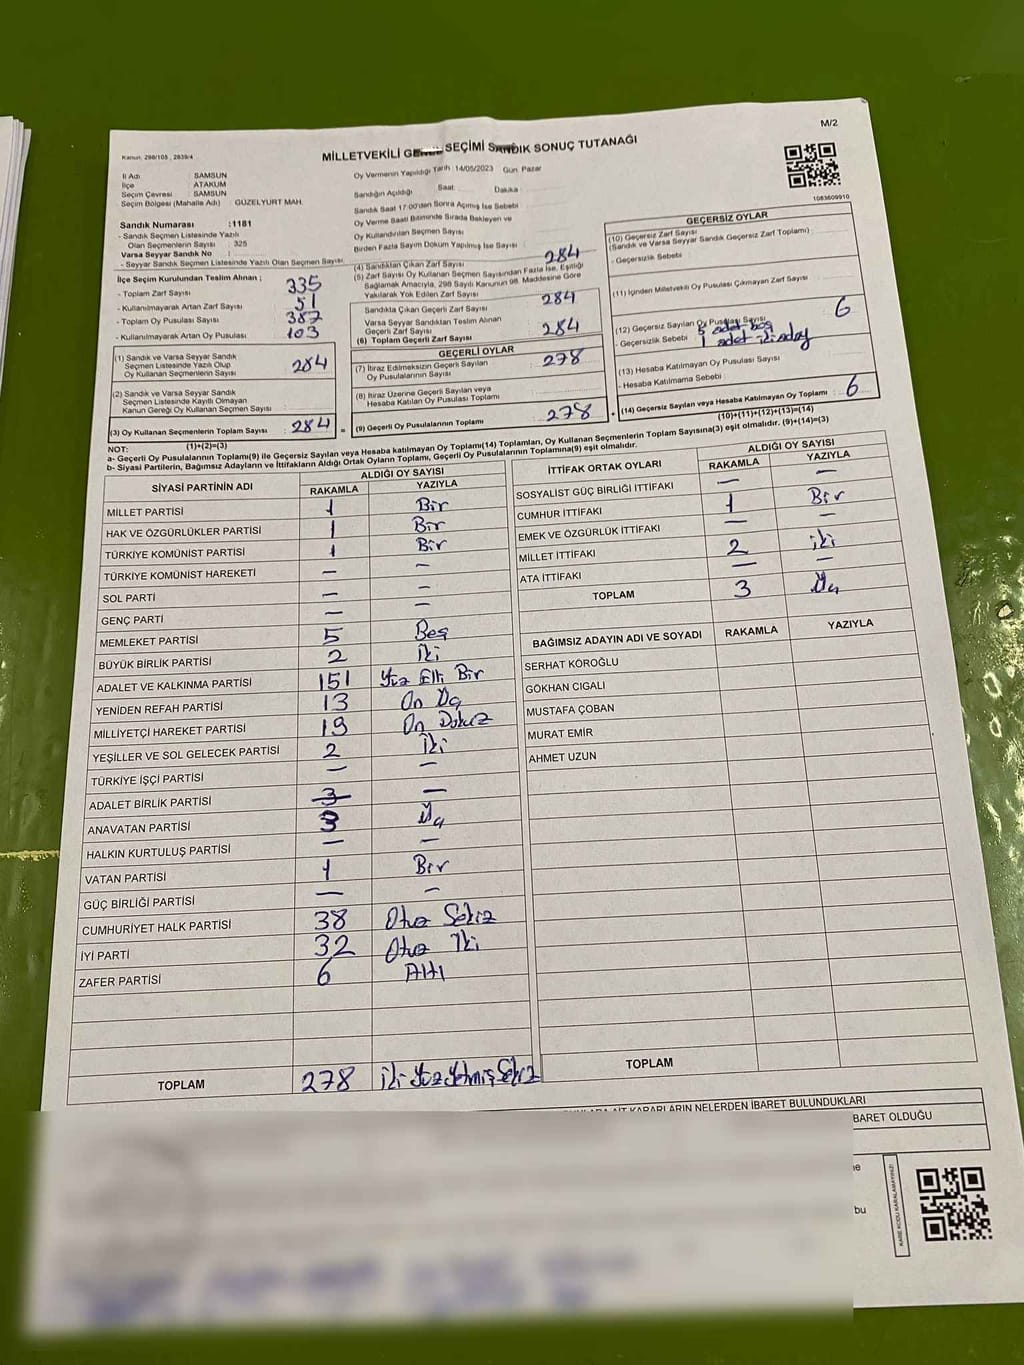 M/2
Kanun, 298/105 , 2839/4
MİLLETVEKİLİ GENEL SEÇİMİ SANDIK SONUÇ TUTANAĞI
İl Adı : SAMSUN
İlçe : ATAKUM
Seçim Çevresi : SAMSUN
Seçim Bölgesi (Mahalle Adı) : GÜZELYURT MAH.
Oy Vermenin Yapıldığı Tarih 14/05/2023 Gün Pazar
Sandığın Açıldığı Saat Dakika
Sandık Saat 17:00'den Sonra Açımış İse Sebebi :
Oy Verme Saati Bitiminde Sırada Bekleyen ve
Oy Kullandırılan Seçmen Sayısı
Birden Fazla Sayım Döküm Yapılmış İse Sayısı :
1083609910
Sandık Numarası :1181
- Sandık Seçmen Listesinde Yazılı
Olan Seçmenlerin Sayısı : 325
Varsa Seyyar Sandık No
- Seyyar Sandık Seçmen Listesinde Yazılı Olan Seçmen Sayısı
İlçe Seçim Kurulundan Teslim Alınan ;
- Toplam Zarf Sayısı : 335
- Kullanılmayarak Artan Zarf Sayısı : 51
- Toplam Oy Pusulası Sayısı : 387
- Kullanılmayarak Artan Oy Pusulası : 103
(1) Sandık ve Varsa Seyyar Sandık
Seçmen Listesinde Yazılı Olup
Oy Kullanan Seçmenlerin Sayısı : 284
(2) Sandık ve Varsa Seyyar Sandık
Seçmen Listesinde Kayıtlı Olmayan
Kanun Gereği Oy Kullanan Seçmen Sayısı :
(3) Oy Kullanan Seçmenlerin Toplam Sayısı : 284
(1)+(2)=(3)
(4) Sandıktan Çıkan Zarf Sayısı 284
(5) Zarf Sayısı Oy Kullanan Seçmen Sayısından Fazla İse, Eşitliği
Sağlamak Amacıyla, 298 Sayılı Kanunun 98. Maddesine Göre
Yakılarak Yok Edilen Zarf Sayısı
Sandıkta Çıkan Geçerli Zarf Sayısı 284
Varsa Seyyar Sandıktan Teslim Alınan
Geçerli Zarf Sayısı
(6) Toplam Geçerli Zarf Sayısı : 284
GEÇERLİ OYLAR
(7) İtiraz Edilmeksizin Geçerli Sayılan
Oy Pusulalarının Sayısı : 278
(8) İtiraz Üzerine Geçerli Sayılan veya
Hesaba Katılan Oy Pusulası Toplamı :
(9) Geçerli Oy Pusulalarının Toplamı : 278
GEÇERSİZ OYLAR
(10) Geçersiz Zarf Sayısı
(Sandık ve Varsa Seyyar Sandık Geçersiz Zarf Toplamı) :
- Geçersizlik Sebebi :
(11) İçinden Milletvekili Oy Pusulası Çıkmayan Zarf Sayısı
(12) Geçersiz Sayılan Oy Pusulası Sayısı 6
- Geçersizlik Sebebi : 5 adet boş
1 adet iki aday
(13) Hesaba Katılmayan Oy Pusulası Sayısı
- Hesaba Katılmama Sebebi :
(14) Geçersiz Sayılan veya Hesaba Katılmayan Oy Toplamı : 6
(10)+(11)+(12)+(13)=(14)
NOT:
a- Geçerli Oy Pusulasının Toplamı(9) ile Geçersiz Sayılan veya Hesaba Katılmayan Oy Toplamı(14) Toplamları, Oy Kullanan Seçmenlerin Toplam Sayısına(3) eşit olmalıdır. (9)+(14)=(3)
b- Siyasi Partilerin, Bağımsız Adayların ve İttifakların Aldığı Ortak Oyların Toplamı, Geçerli Oy Pusulalarının Toplamına(9) eşit olmalıdır.
SİYASİ PARTİNİN ADI ALDIĞI OY SAYISI
RAKAMLA YAZIYLA
MİLLET PARTİSİ 1 Bir
HAK VE ÖZGÜRLÜKLER PARTİSİ 1 Bir
TÜRKİYE KOMÜNİST PARTİSİ 1 Bir
TÜRKİYE KOMÜNİST HAREKETİ — —
SOL PARTİ — —
GENÇ PARTİ — —
MEMLEKET PARTİSİ 5 Beş
BÜYÜK BİRLİK PARTİSİ 2 İki
ADALET VE KALKINMA PARTİSİ 151 Yüz Elli Bir
YENİDEN REFAH PARTİSİ 13 On Üç
MİLLİYETÇİ HAREKET PARTİSİ 19 On Dokuz
YEŞİLLER VE SOL GELECEK PARTİSİ 2 İki
TÜRKİYE İŞÇİ PARTİSİ — —
ADALET BİRLİK PARTİSİ 3 —
ANAVATAN PARTİSİ 3 Üç
HALKIN KURTULUŞ PARTİSİ — —
VATAN PARTİSİ 1 Bir
GÜÇ BİRLİĞİ PARTİSİ — —
CUMHURİYET HALK PARTİSİ 38 Otuz Sekiz
İYİ PARTİ 32 Otuz İki
ZAFER PARTİSİ 6 Altı
TOPLAM 278 İki Yüz Yetmiş Sekiz
İTTİFAK ORTAK OYLARI ALDIĞI OY SAYISI
RAKAMLA YAZIYLA
SOSYALİST GÜÇ BİRLİĞİ İTTİFAKI — —
CUMHUR İTTİFAKI 1 Bir
EMEK VE ÖZGÜRLÜK İTTİFAKI — —
MİLLET İTTİFAKI 2 İki
ATA İTTİFAKI — —
TOPLAM 3 Üç
BAĞIMSIZ ADAYIN ADI VE SOYADI RAKAMLA YAZIYLA
SERHAT KÖROĞLU
GÖKHAN CIGALİ
MUSTAFA ÇOBAN
MURAT EMİR
AHMET UZUN
TOPLAM
KARARLARIN NELERDEN İBARET BULUNDUKLARI
BARET OLDUĞU
bu
KARE KODU KARALAMAYINIZ!